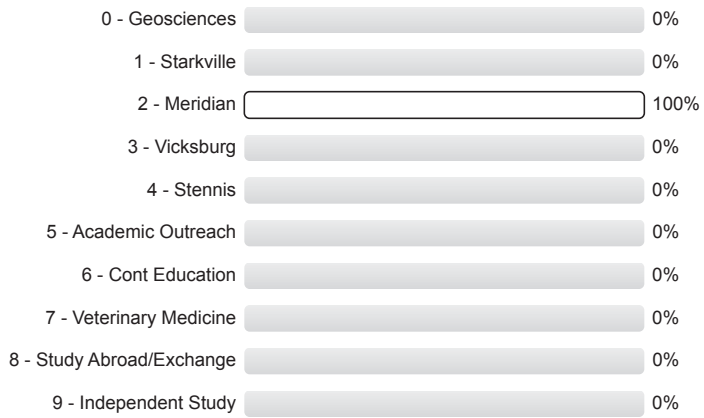 0 - Geosciences 0%
1 - Starkville 0%
2 - Meridian 100%
3 - Vicksburg 0%
4 - Stennis 0%
5 - Academic Outreach 0%
6 - Cont Education 0%
7 - Veterinary Medicine 0%
8 - Study Abroad/Exchange 0%
9 - Independent Study 0%